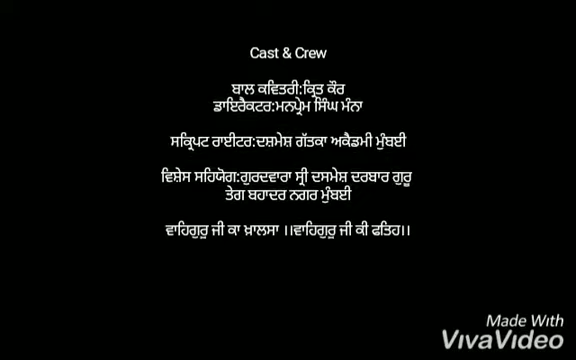 Cast & Crew
ਬਾਲ ਕਵਿਤਰੀ:ਕ੍ਰਿਤ ਕੌਰ
ਡਾਇਰੈਕਟਰ:ਮਨਪ੍ਰੇਮ ਸਿੰਘ ਮੰਨਾ
ਸਕ੍ਰਿਪਟ ਰਾਈਟਰ:ਦਸ਼ਮੇਸ਼ ਗੱਤਕਾ ਅਕੈਡਮੀ ਮੁੰਬਈ
ਵਿਸ਼ੇਸ ਸਹਿਯੋਗ:ਗੁਰਦਵਾਰਾ ਸ੍ਰੀ ਦਸਮੇਸ਼ ਦਰਬਾਰ ਗੁਰੂ
ਤੇਗ ਬਹਾਦਰ ਨਗਰ ਮੁੰਬਈ
ਵਾਹਿਗੁਰੂ ਜੀ ਕਾ ਖ਼ਾਲਸਾ ।।ਵਾਹਿਗੁਰੂ ਜੀ ਕੀ ਫਤਿਹ।।
Made With
VivaVideo